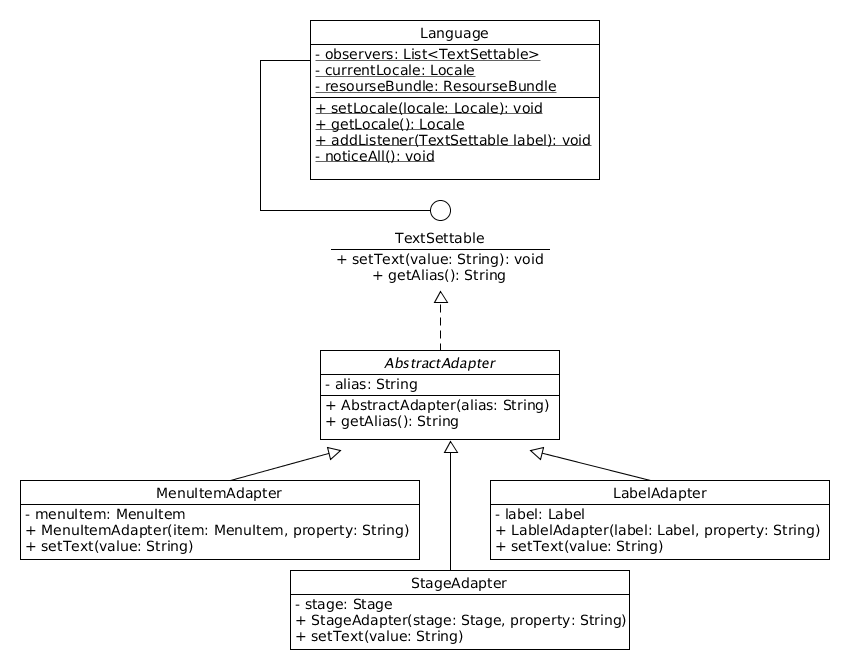 Language
- observers: List<TextSettable>
- currentLocale: Locale
- resourseBundle: ResourseBundle
+ setLocale(locale: Locale): void
+ getLocale(): Locale
+ addListener(TextSettable label): void
- noticeAll(): void
TextSettable
+ setText(value: String): void
+ getAlias(): String
AbstractAdapter
- alias: String
+ AbstractAdapter(alias: String)
+ getAlias(): String
MenuItemAdapter
- menuItem: MenuItem
+ MenuItemAdapter(item: MenuItem, property: String)
+ setText(value: String)
LabelAdapter
- label: Label
+ LablelAdapter(label: Label, property: String)
+ setText(value: String)
StageAdapter
- stage: Stage
+ StageAdapter(stage: Stage, property: String)
+ setText(value: String)